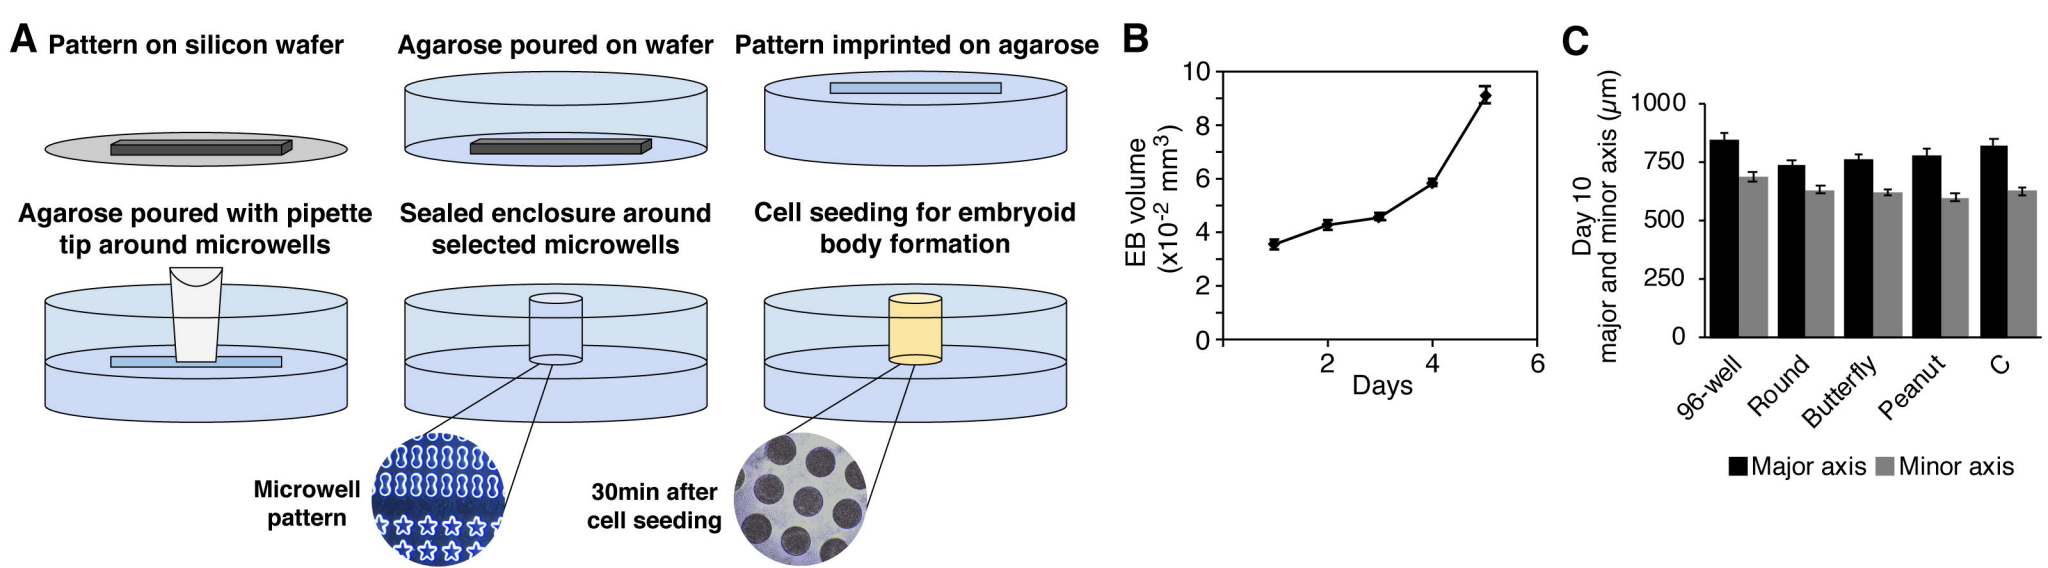 A
Pattern on silicon wafer
Agarose poured on wafer
Pattern imprinted on agarose
Agarose poured with pipette
tip around microwells
Sealed enclosure around
selected microwells
Cell seeding for embryoid
body formation
Microwell
pattern
30min after
cell seeding
B
EB volume
(x10⁻² mm³)
10
8
6
4
2
0
2
4
6
Days
C
Day 10
major and minor axis (µm)
1000
750
500
250
0
96-well
Round
Butterfly
Peanut
C
Major axis
Minor axis